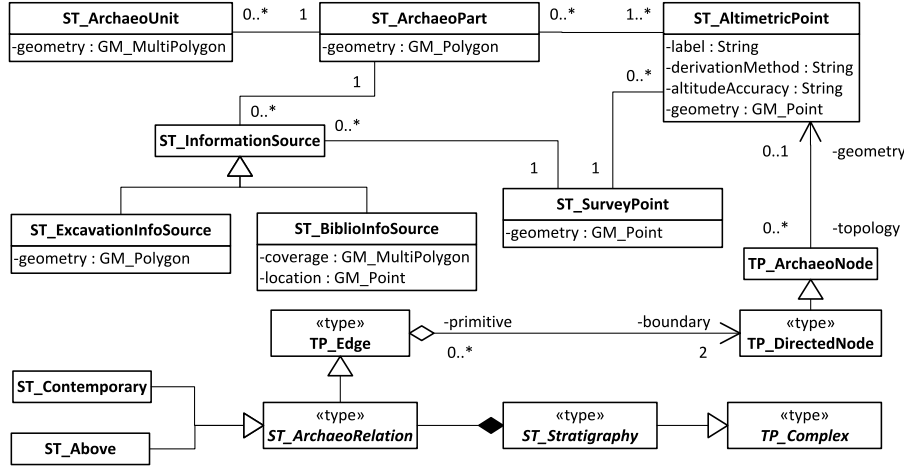 ST_ArchaeoUnit
-geometry : GM_MultiPolygon
0..*
1
ST_ArchaeoPart
-geometry : GM_Polygon
0..*
1..*
ST_AltimetricPoint
-label : String
-derivationMethod : String
-altitudeAccuracy : String
-geometry : GM_Point
1
0..*
0..*
ST_InformationSource
0..*
1
1
0..1
-geometry
ST_ExcavationInfoSource
-geometry : GM_Polygon
ST_BiblioInfoSource
-coverage : GM_MultiPolygon
-location : GM_Point
ST_SurveyPoint
-geometry : GM_Point
0..*
-topology
TP_ArchaeoNode
«type»
TP_Edge
-primitive
0..*
-boundary
2
«type»
TP_DirectedNode
ST_Contemporary
ST_Above
«type»
ST_ArchaeoRelation
«type»
ST_Stratigraphy
«type»
TP_Complex